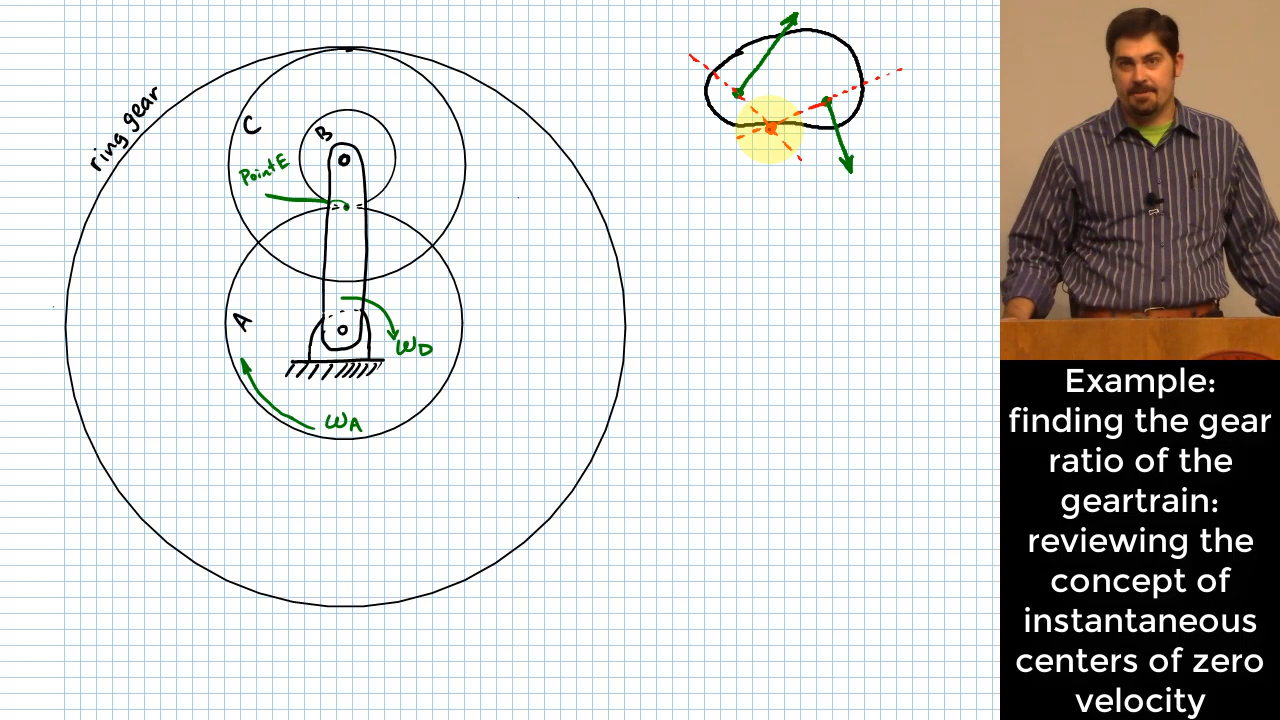 ring gear
C
B
Point E
A
ωD
ωA
Example:
finding the gear
ratio of the
geartrain:
reviewing the
concept of
instantaneous
centers of zero
velocity